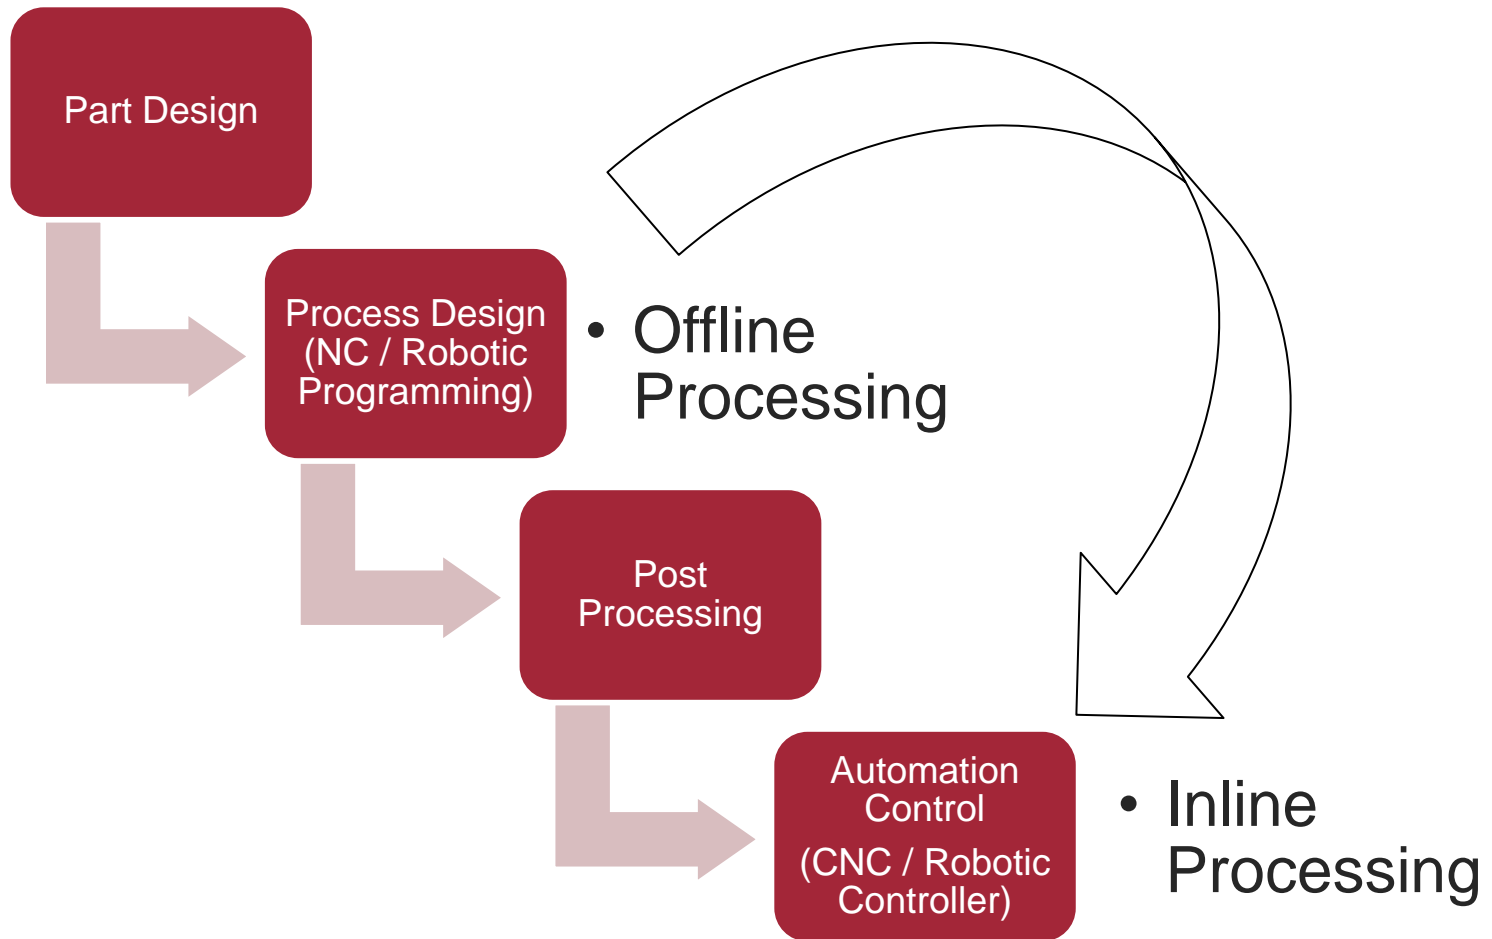 Part Design
Process Design
(NC / Robotic
Programming)
• Offline
Processing
Post
Processing
Automation
Control
(CNC / Robotic
Controller)
• Inline
Processing